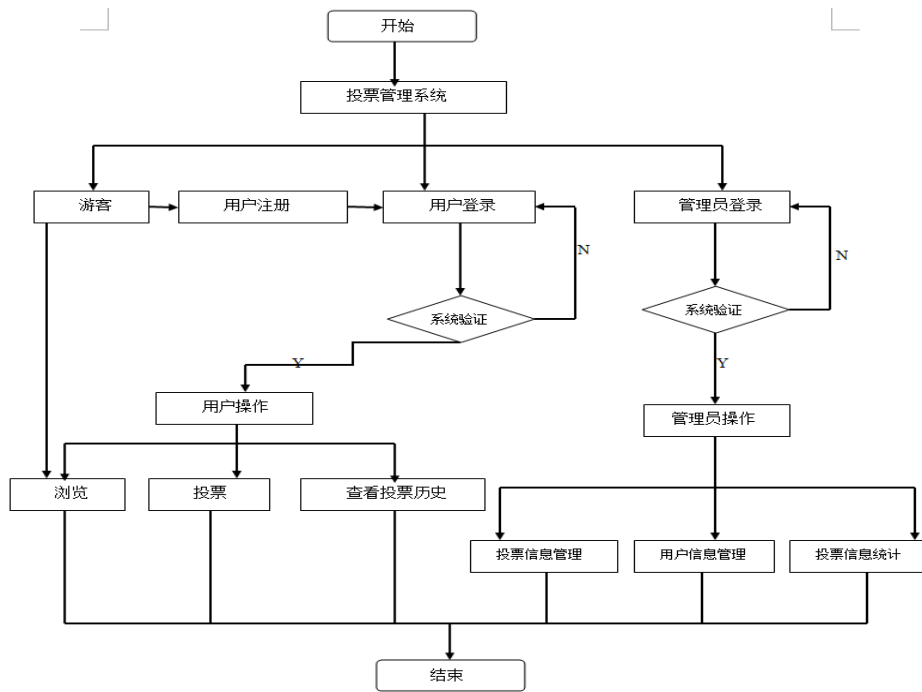 开始
投票管理系统
游客
用户注册
用户登录
管理员登录
N
N
系统验证
系统验证
Y
Y
用户操作
管理员操作
浏览
投票
查看投票历史
投票信息管理
用户信息管理
投票信息统计
结束